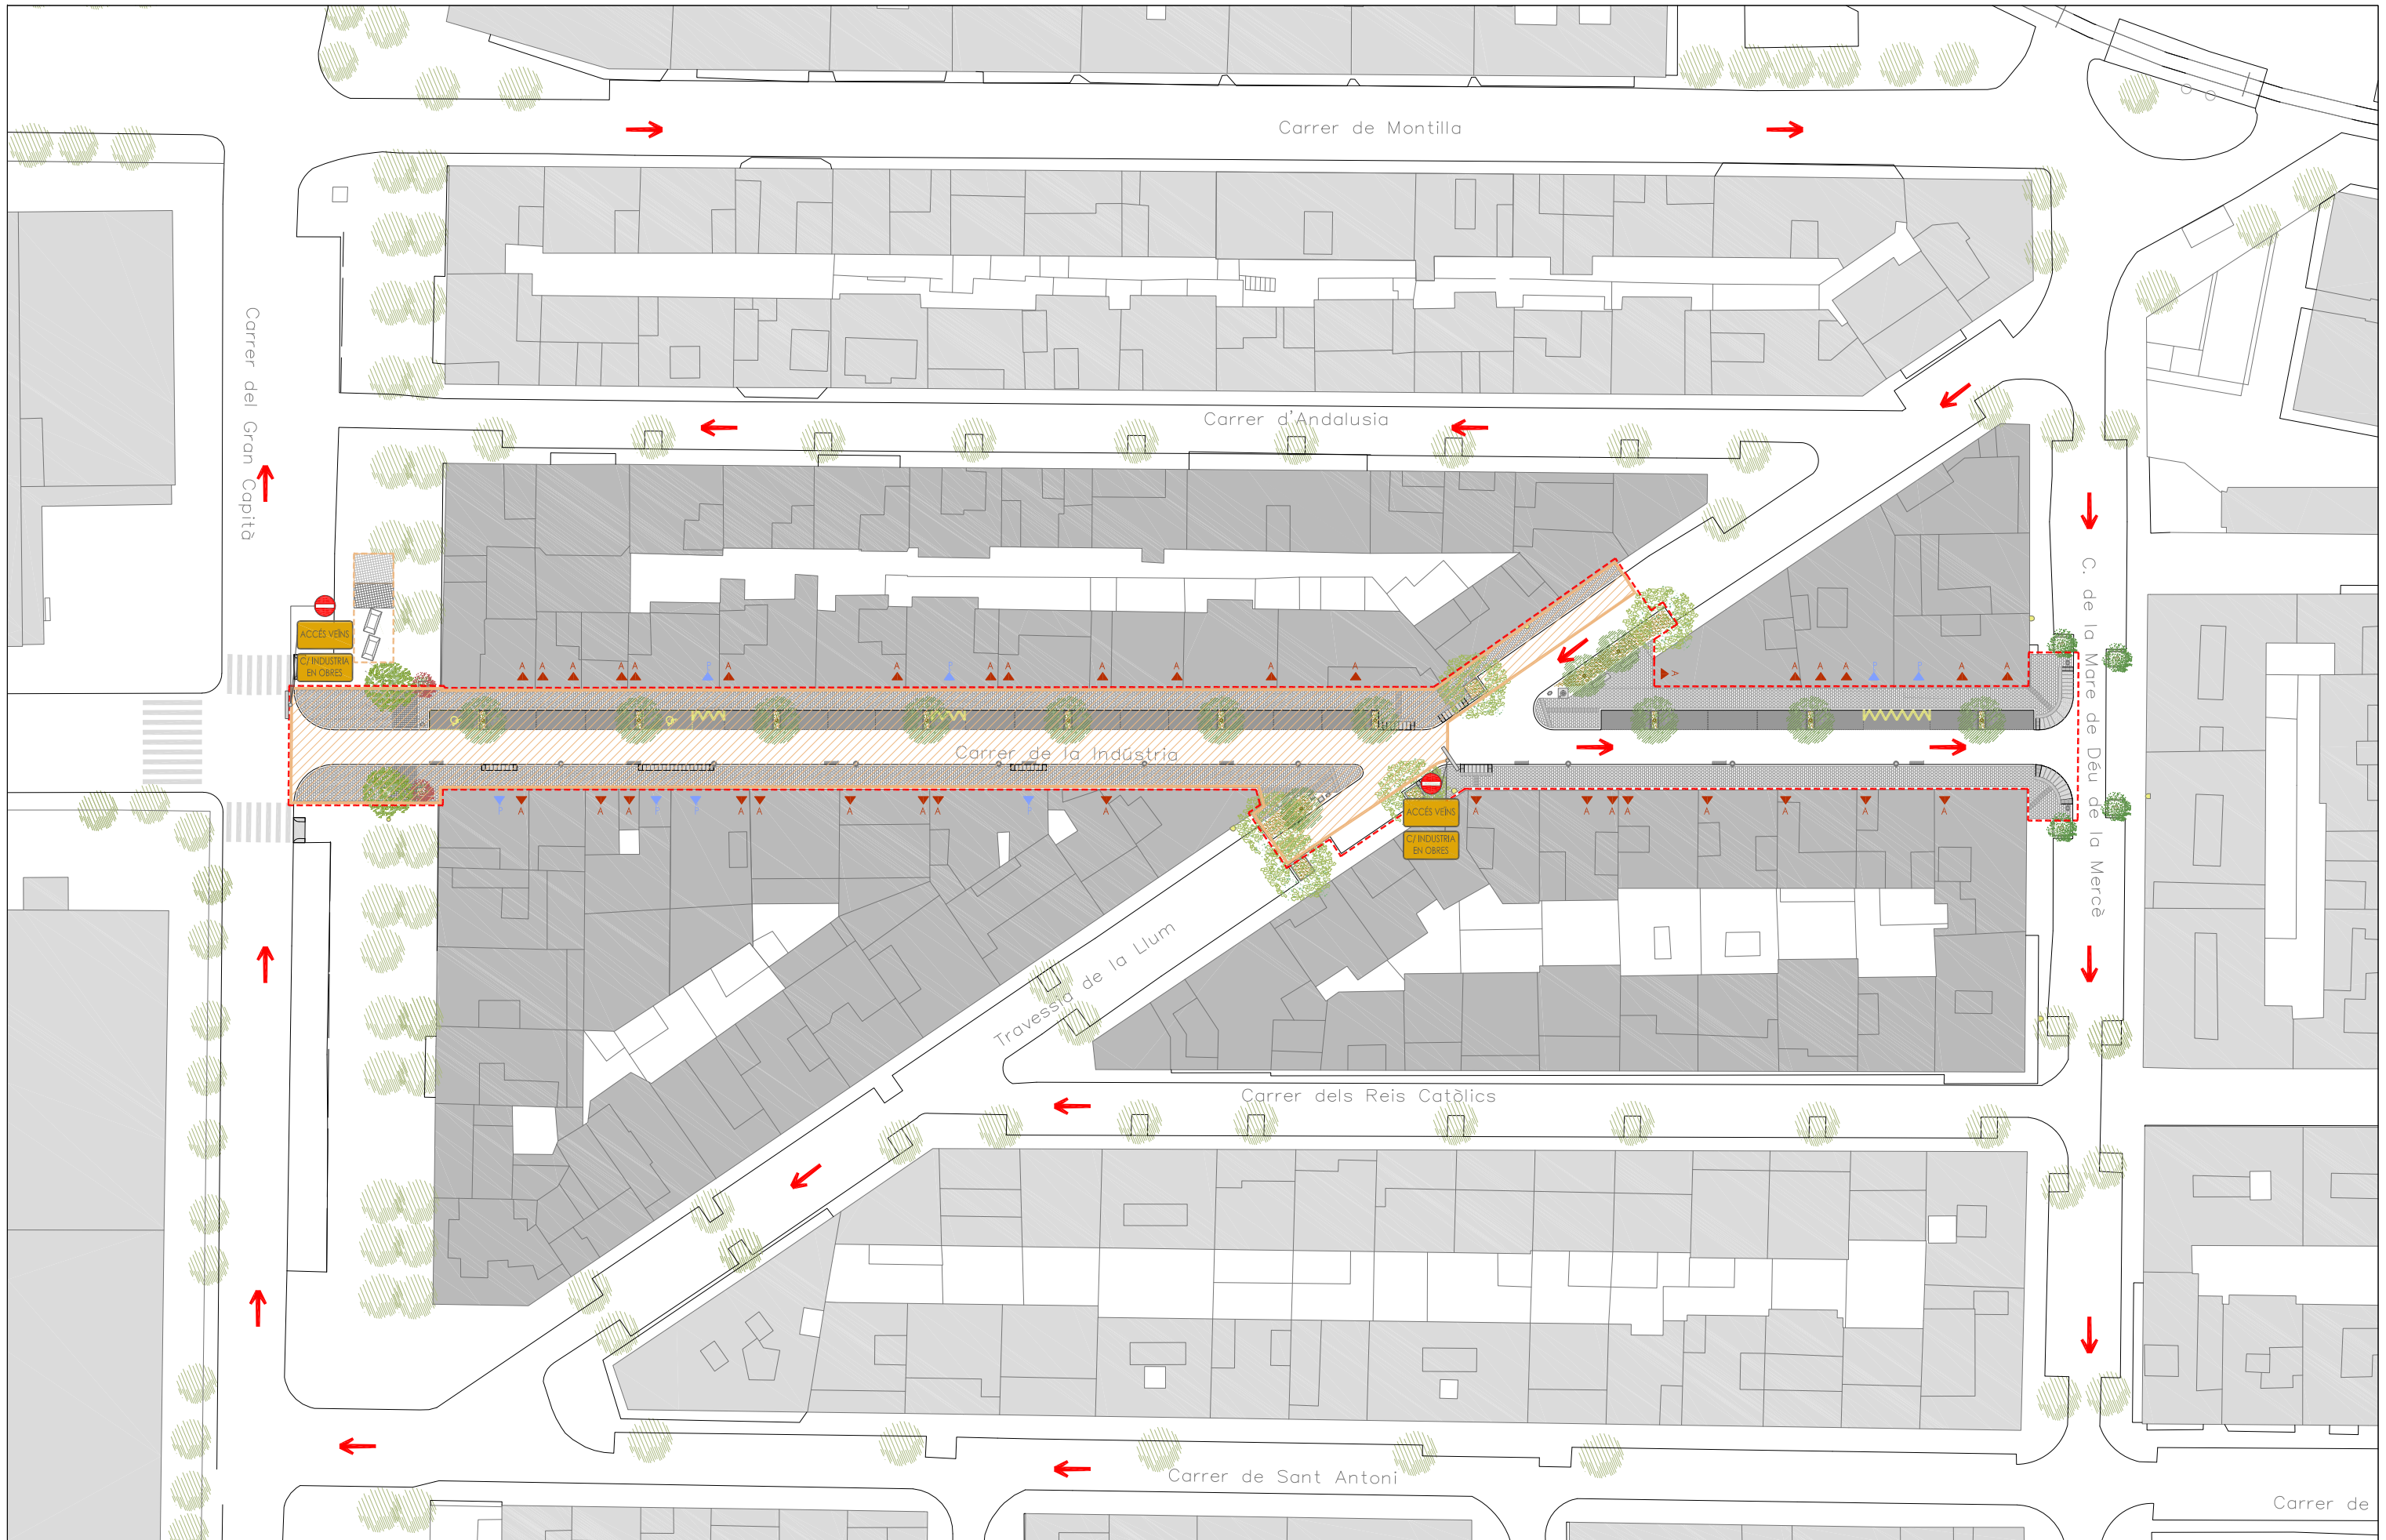 Carrer de Montilla
Carrer del Gran Capità
Carrer d'Andalusia
C. de la Mare de Déu de la Mercè
ACCÉS VEÏNS
C/ INDUSTRIA
EN OBRES
A A A A A P A A P A A A A A A
A A A A P P A A
Carrer de la Indústria
P A A A P P A A A A A P A
A A A A A A A A
ACCÉS VEÏNS
C/ INDUSTRIA
EN OBRES
Travessia de la Llum
Carrer dels Reis Catòlics
Carrer de Sant Antoni
Carrer de